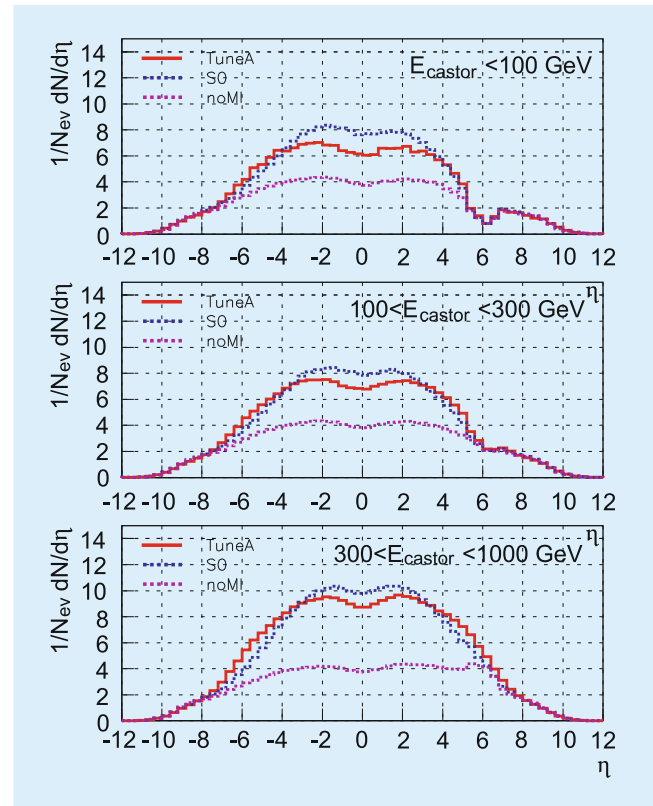 1/N_ev dN/dη
14
12
10
8
6
4
2
0
TuneA
S0
noMI
E_castor <100 GeV
-12 -10 -8 -6 -4 -2 0 2 4 6 8 10 12
η
1/N_ev dN/dη
14
12
10
8
6
4
2
0
TuneA
S0
noMI
100<E_castor <300 GeV
-12 -10 -8 -6 -4 -2 0 2 4 6 8 10 12
η
1/N_ev dN/dη
14
12
10
8
6
4
2
0
TuneA
S0
noMI
300<E_castor <1000 GeV
-12 -10 -8 -6 -4 -2 0 2 4 6 8 10 12
η